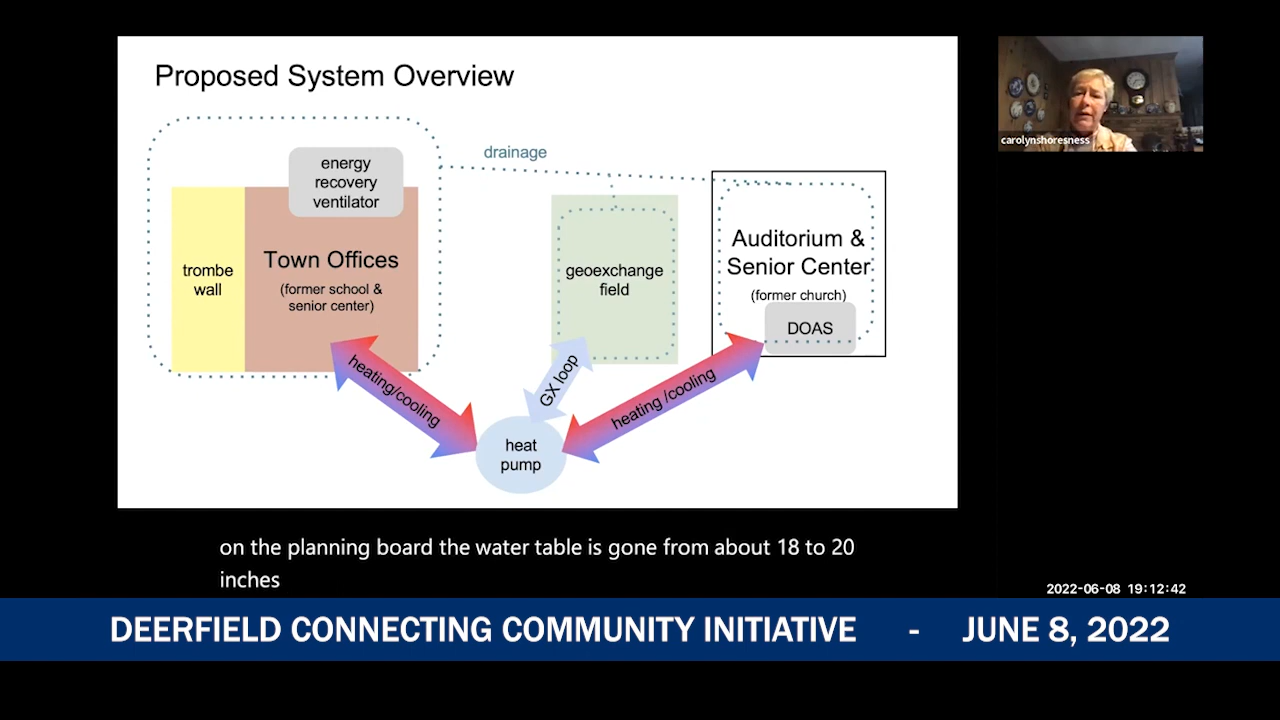 Proposed System Overview
drainage
energy
recovery
ventilator
trombe
wall
Town Offices
(former school &
senior center)
geoexchange
field
Auditorium &
Senior Center
(former church)
DOAS
heating/cooling
GX loop
heating /cooling
heat
pump
carolynshoresness
on the planning board the water table is gone from about 18 to 20
inches
2022-06-08 19:12:42
DEERFIELD CONNECTING COMMUNITY INITIATIVE - JUNE 8, 2022